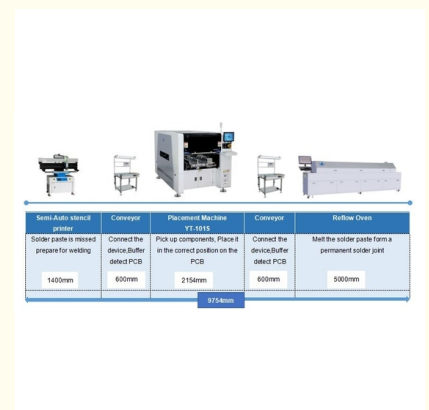 Semi-Auto stencil
printer
Conveyor
Placement Machine
YT-101S
Conveyor
Reflow Oven
Solder paste is missed
prepare for welding
Connect the
device,Buffer
detect PCB
Pick up components, Place it
in the correct position on the
PCB
Connect the
device,Buffer
detect PCB
Melt the solder paste form a
permanent solder joint
1400mm
600mm
2154mm
600mm
5000mm
9754mm